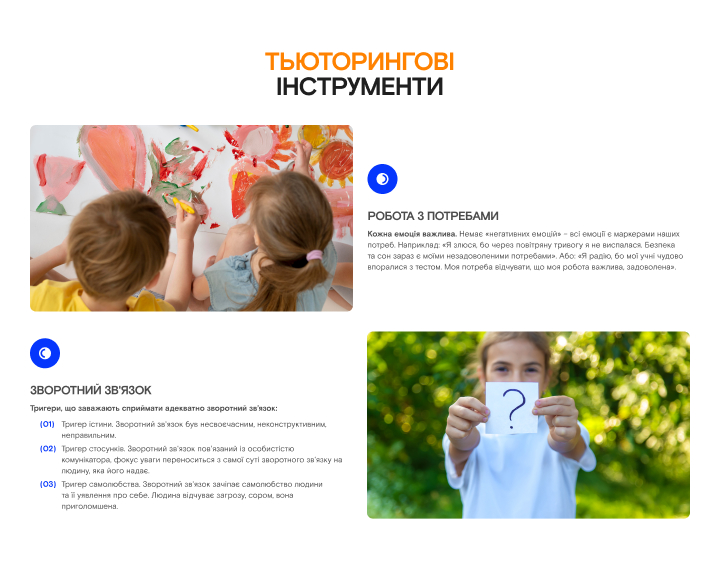 ТЬЮТОРИНГОВІ
ІНСТРУМЕНТИ
РОБОТА З ПОТРЕБАМИ
Кожна емоція важлива. Немає «негативних емоцій» – всі емоції є маркерами наших
потреб. Наприклад: «Я злюся, бо через повітряну тривогу я не виспалася. Безпека
та сон зараз є моїми незадоволеними потребами». Або: «Я радію, бо мої учні чудово
впоралися з тестом. Моя потреба відчувати, що моя робота важлива, задоволена».
ЗВОРОТНИЙ ЗВ'ЯЗОК
Тригери, що заважають сприймати адекватно зворотній зв'язок:
(01) Тригер істини. Зворотній зв'язок був несвоєчасним, неконструктивним,
неправильним.
(02) Тригер стосунків. Зворотній зв'язок пов'язаний із особистістю
комунікатора, фокус уваги переноситься з самої суті зворотного зв'язку на
людину, яка його надає.
(03) Тригер самолюбства. Зворотній зв'язок зачіпає самолюбство людини
та її уявлення про себе. Людина відчуває загрозу, сором, вона
приголомшена.
?